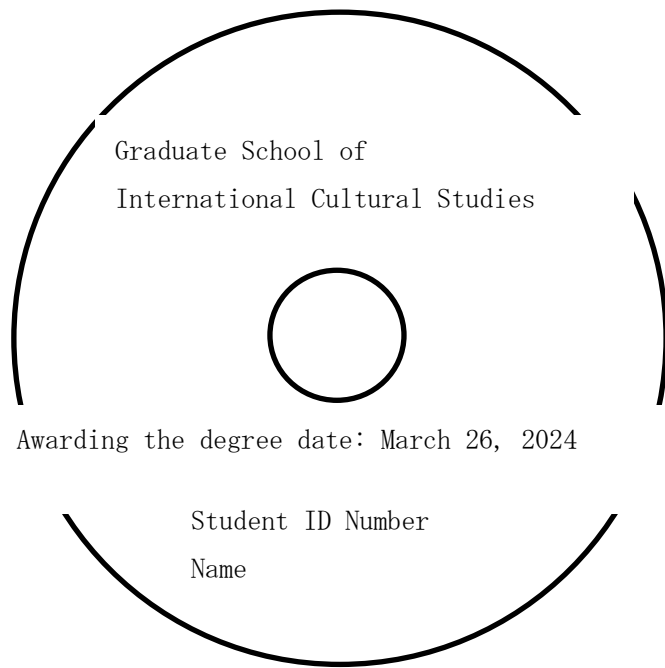 Graduate School of
International Cultural Studies
Awarding the degree date: March 26, 2024
Student ID Number
Name